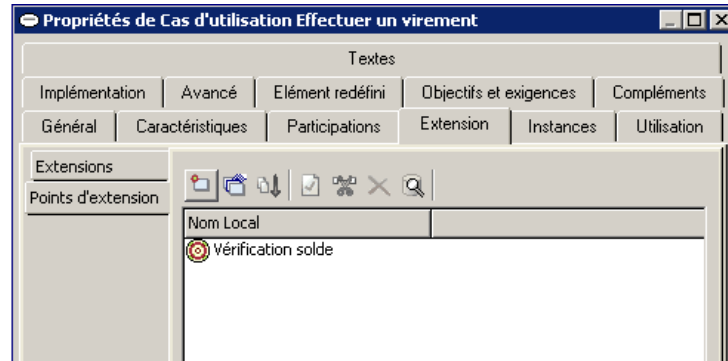 Propriétés de Cas d'utilisation Effectuer un virement
Textes
Implémentation Avancé Elément redéfini Objectifs et exigences Compléments
Général Caractéristiques Participations Extension Instances Utilisation
Extensions
Points d'extension
Nom Local
Vérification solde